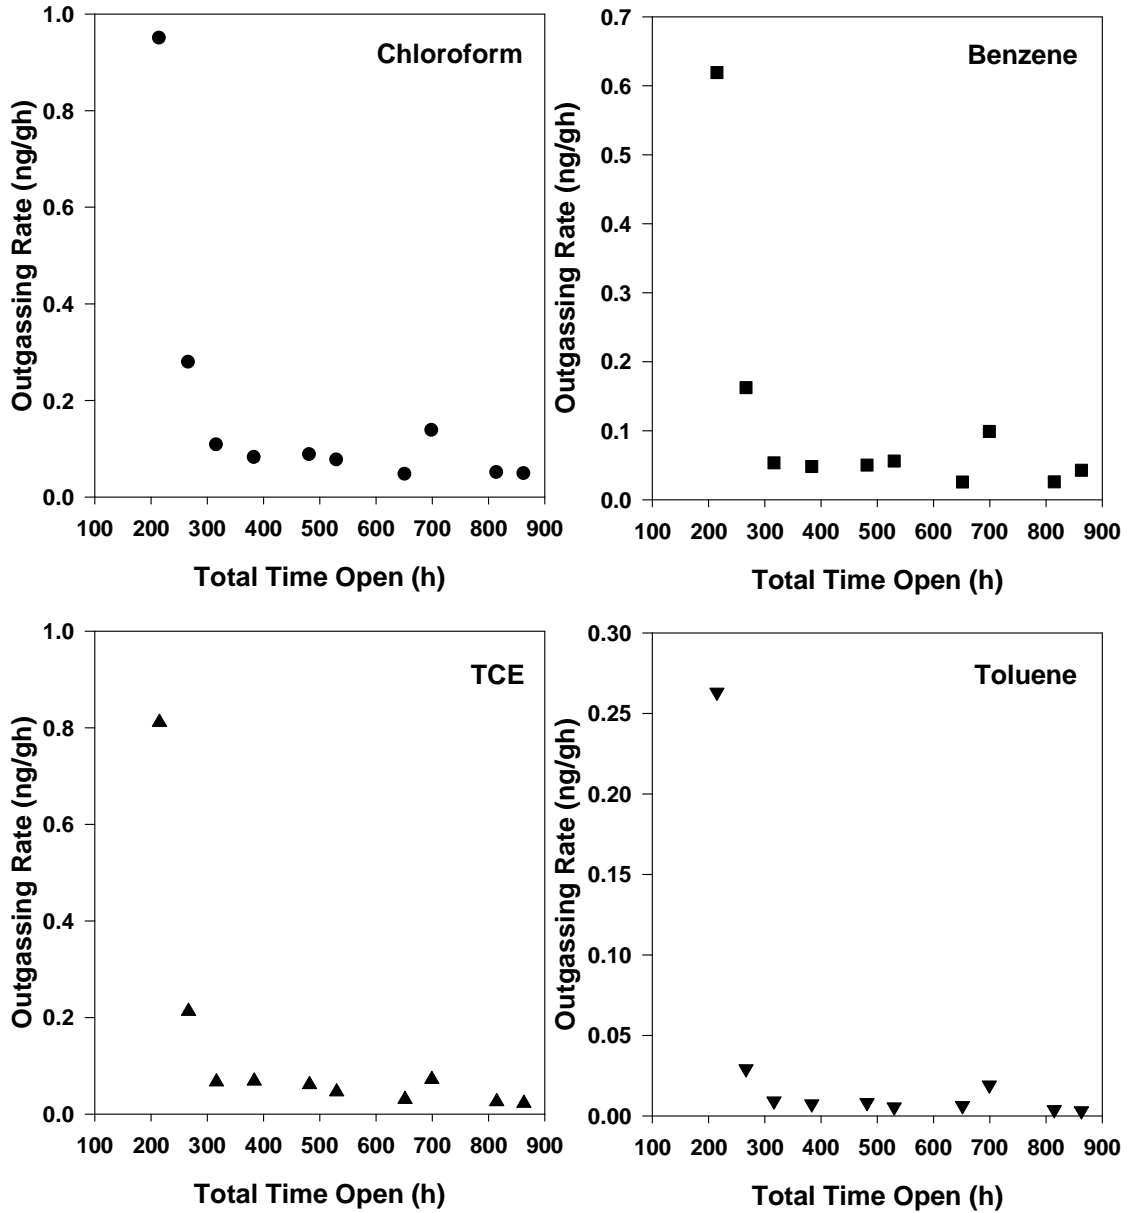 Chloroform
Outgassing Rate (ng/gh)
1.0
0.8
0.6
0.4
0.2
0.0
100 200 300 400 500 600 700 800 900
Total Time Open (h)
Benzene
Outgassing Rate (ng/gh)
0.7
0.6
0.5
0.4
0.3
0.2
0.1
0.0
100 200 300 400 500 600 700 800 900
Total Time Open (h)
TCE
Outgassing Rate (ng/gh)
1.0
0.8
0.6
0.4
0.2
0.0
100 200 300 400 500 600 700 800 900
Total Time Open (h)
Toluene
Outgassing Rate (ng/gh)
0.30
0.25
0.20
0.15
0.10
0.05
0.00
100 200 300 400 500 600 700 800 900
Total Time Open (h)